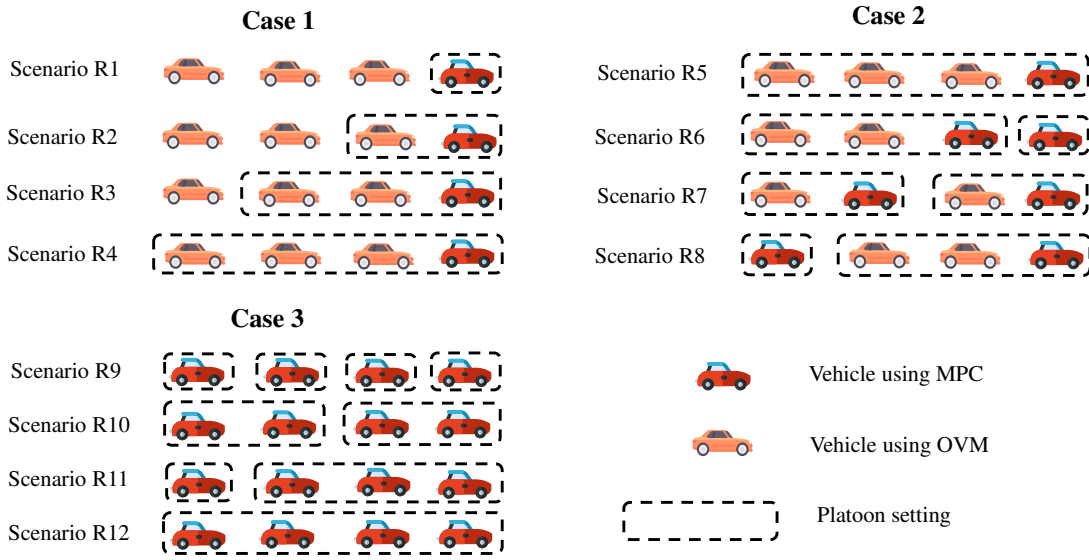 Case 1
Scenario R1
Scenario R2
Scenario R3
Scenario R4
Case 2
Scenario R5
Scenario R6
Scenario R7
Scenario R8
Case 3
Scenario R9
Scenario R10
Scenario R11
Scenario R12
Vehicle using MPC
Vehicle using OVM
Platoon setting